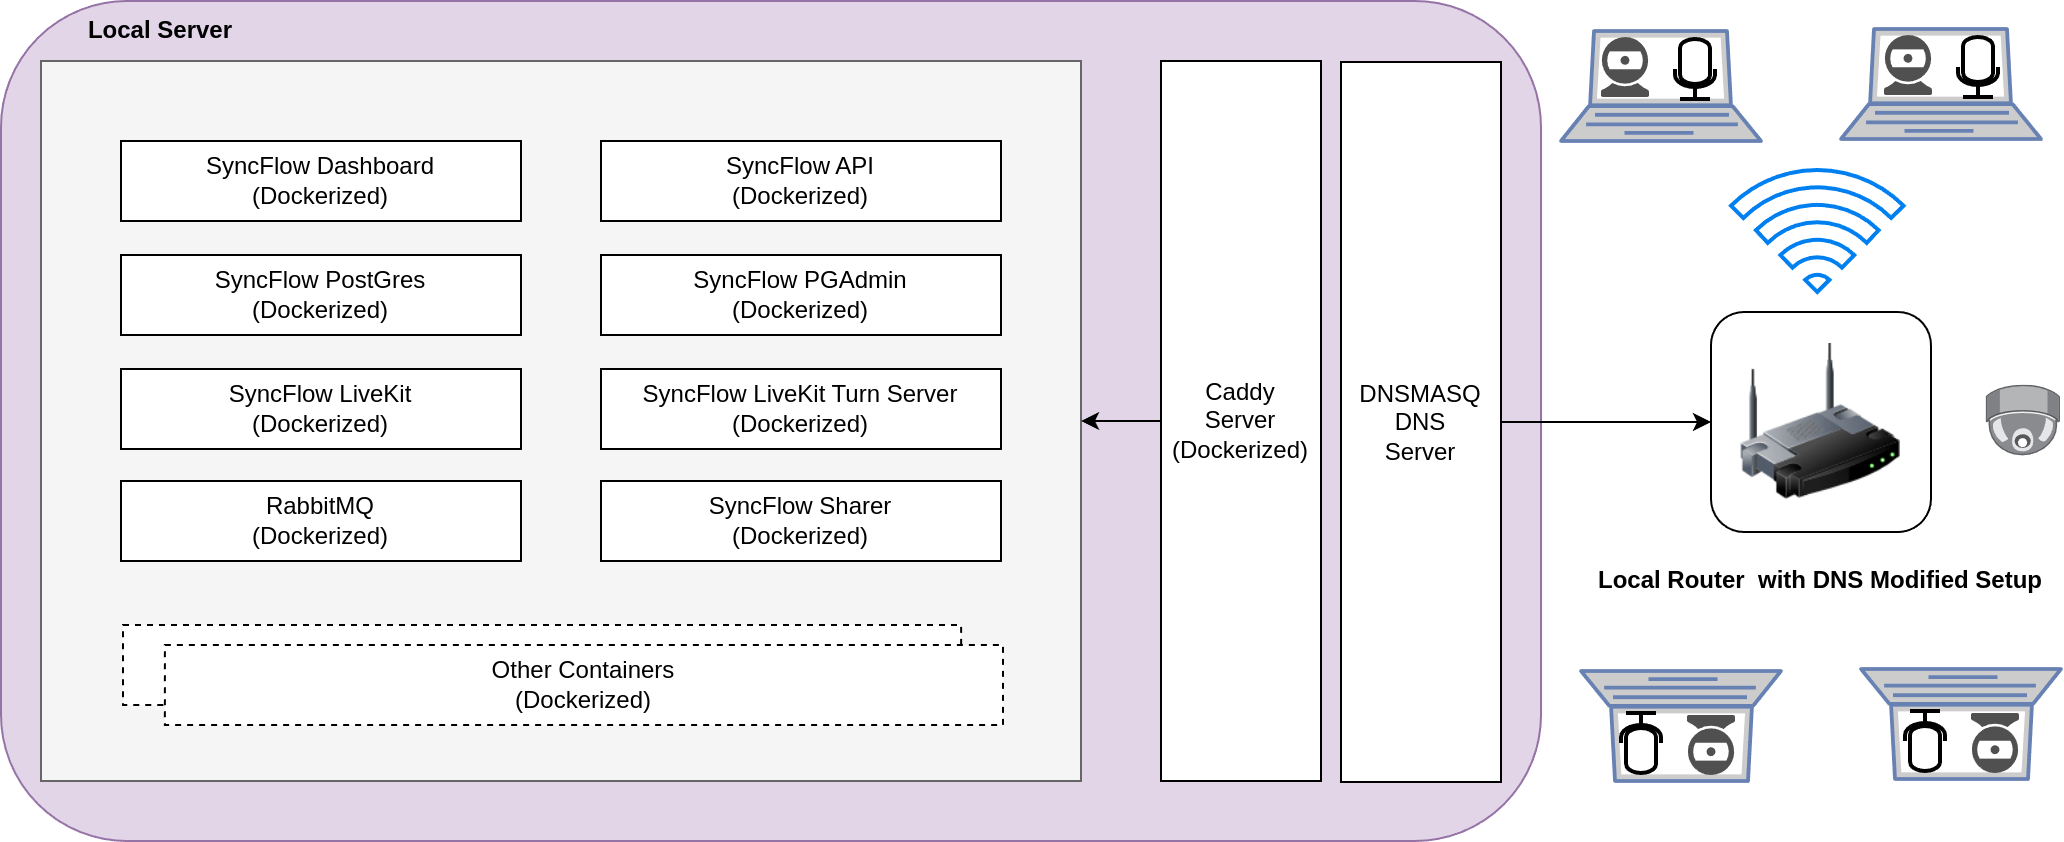 Local Server
SyncFlow Dashboard
(Dockerized)
SyncFlow API
(Dockerized)
SyncFlow PostGres
(Dockerized)
SyncFlow PGAdmin
(Dockerized)
SyncFlow LiveKit
(Dockerized)
SyncFlow LiveKit Turn Server
(Dockerized)
RabbitMQ
(Dockerized)
SyncFlow Sharer
(Dockerized)
Other Containers
(Dockerized)
Caddy
Server
(Dockerized)
DNSMASQ
DNS
Server
Local Router  with DNS Modified Setup